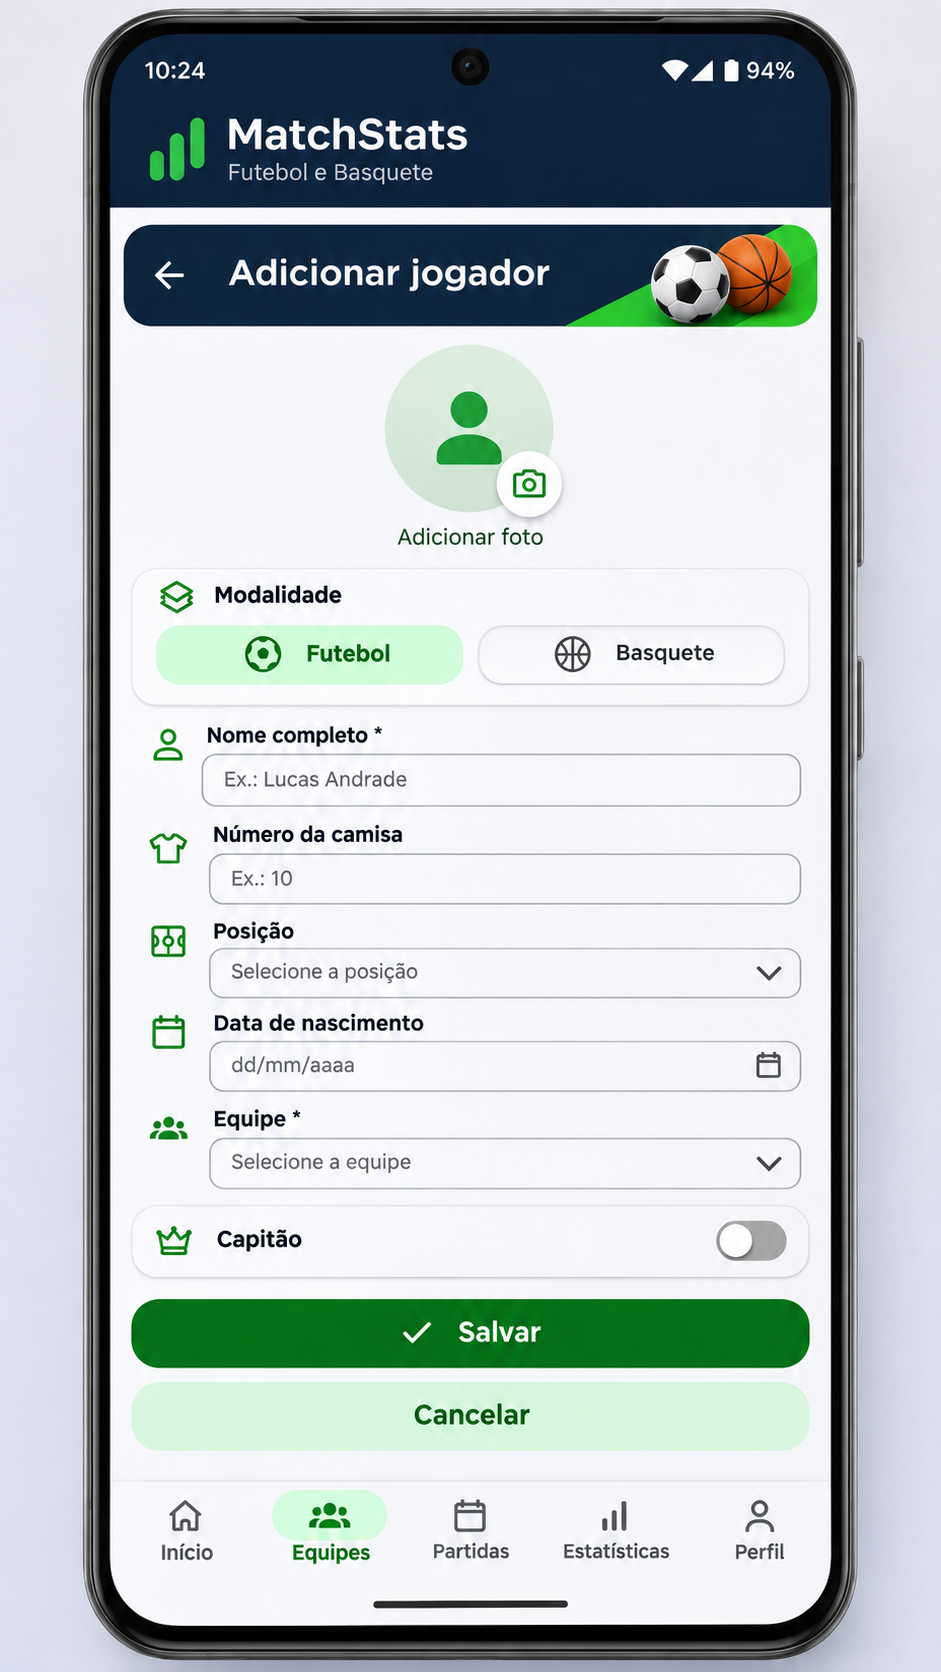 10:24
94%
MatchStats
Futebol e Basquete
Adicionar jogador
Adicionar foto
Modalidade
Futebol
Basquete
Nome completo *
Ex.: Lucas Andrade
Número da camisa
Ex.: 10
Posição
Selecione a posição
Data de nascimento
dd/mm/aaaa
Equipe *
Selecione a equipe
Capitão
Salvar
Cancelar
Início
Equipes
Partidas
Estatísticas
Perfil